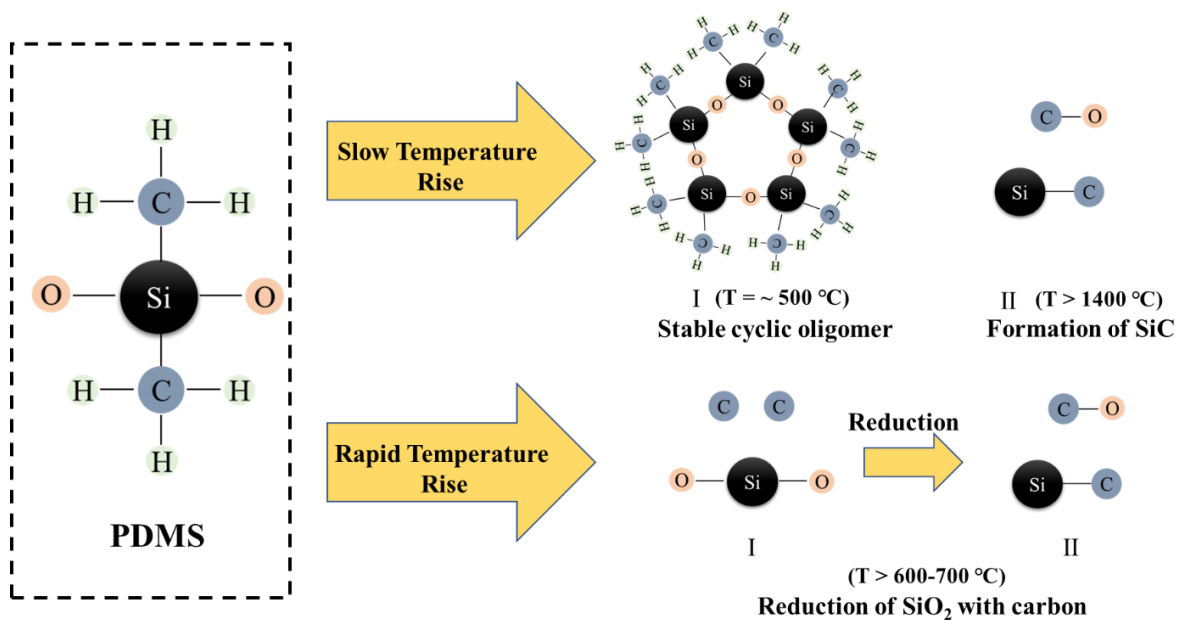 H
H C H
O Si O
H C H
H
PDMS
Slow Temperature
Rise
Rapid Temperature
Rise
H H H H H H
H C C H
H C H H C H
Si
O O
H C H H C H
Si Si
H C H H C H
O O
H H
H C Si O Si C H
H H
H C H H C H
H H
Ⅰ (T = ~ 500 ℃)
Stable cyclic oligomer
C O
Si C
Ⅱ (T > 1400 ℃)
Formation of SiC
C C
O Si O
Ⅰ
Reduction
C O
Si C
Ⅱ
(T > 600-700 ℃)
Reduction of SiO₂ with carbon